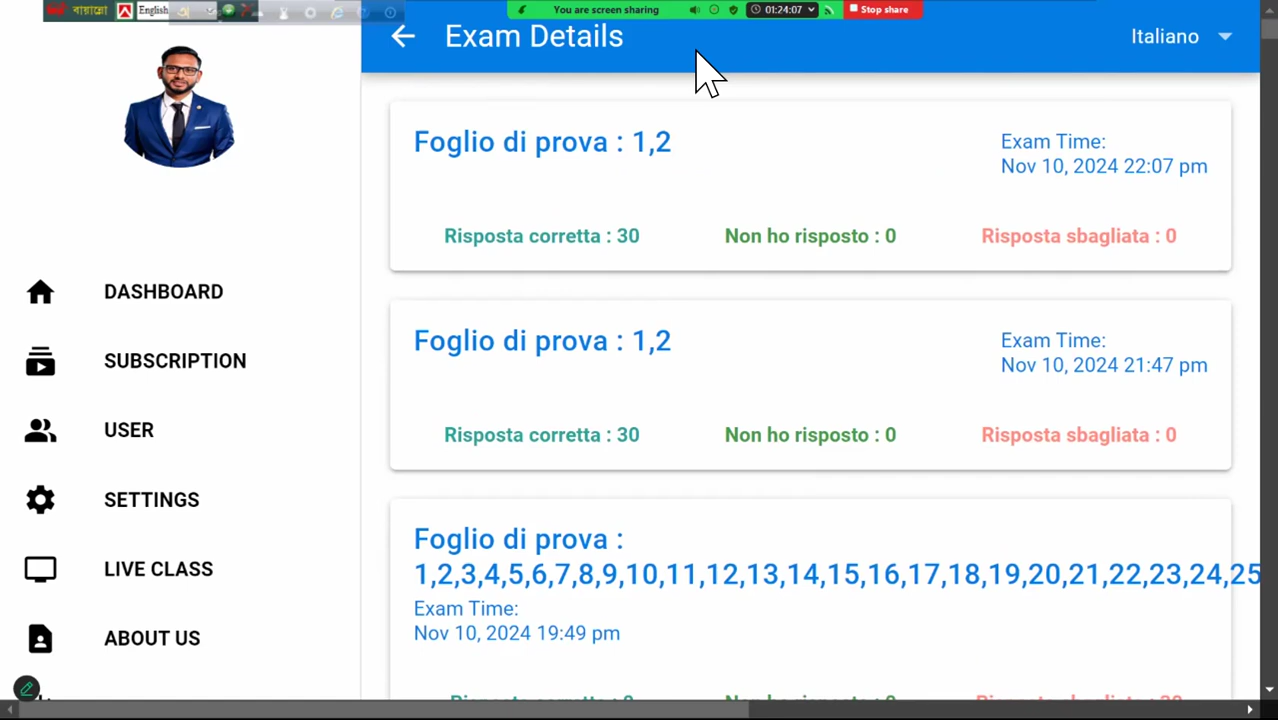 বায়ান্নো English
You are screen sharing 01:24:07 Stop share
Exam Details
Italiano
Foglio di prova : 1,2
Exam Time:
Nov 10, 2024 22:07 pm
Risposta corretta : 30 Non ho risposto : 0 Risposta sbagliata : 0
DASHBOARD
Foglio di prova : 1,2
Exam Time:
Nov 10, 2024 21:47 pm
SUBSCRIPTION
USER
Risposta corretta : 30 Non ho risposto : 0 Risposta sbagliata : 0
SETTINGS
Foglio di prova :
1,2,3,4,5,6,7,8,9,10,11,12,13,14,15,16,17,18,19,20,21,22,23,24,25
LIVE CLASS
Exam Time:
Nov 10, 2024 19:49 pm
ABOUT US